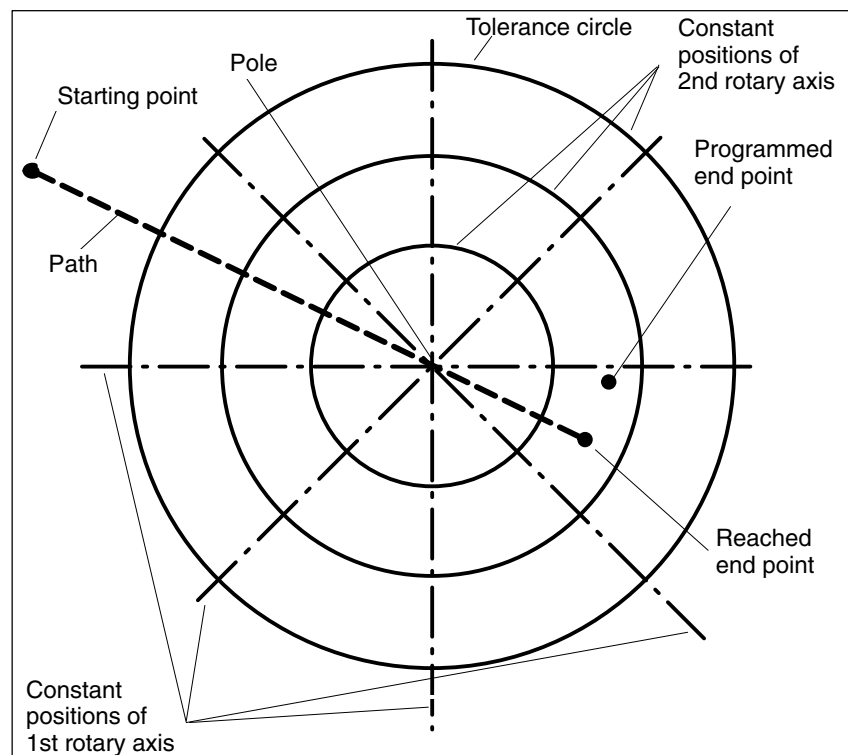 Tolerance circle
Constant
positions of
2nd rotary axis
Pole
Starting point
Programmed
end point
Path
Reached
end point
Constant
positions of
1st rotary axis